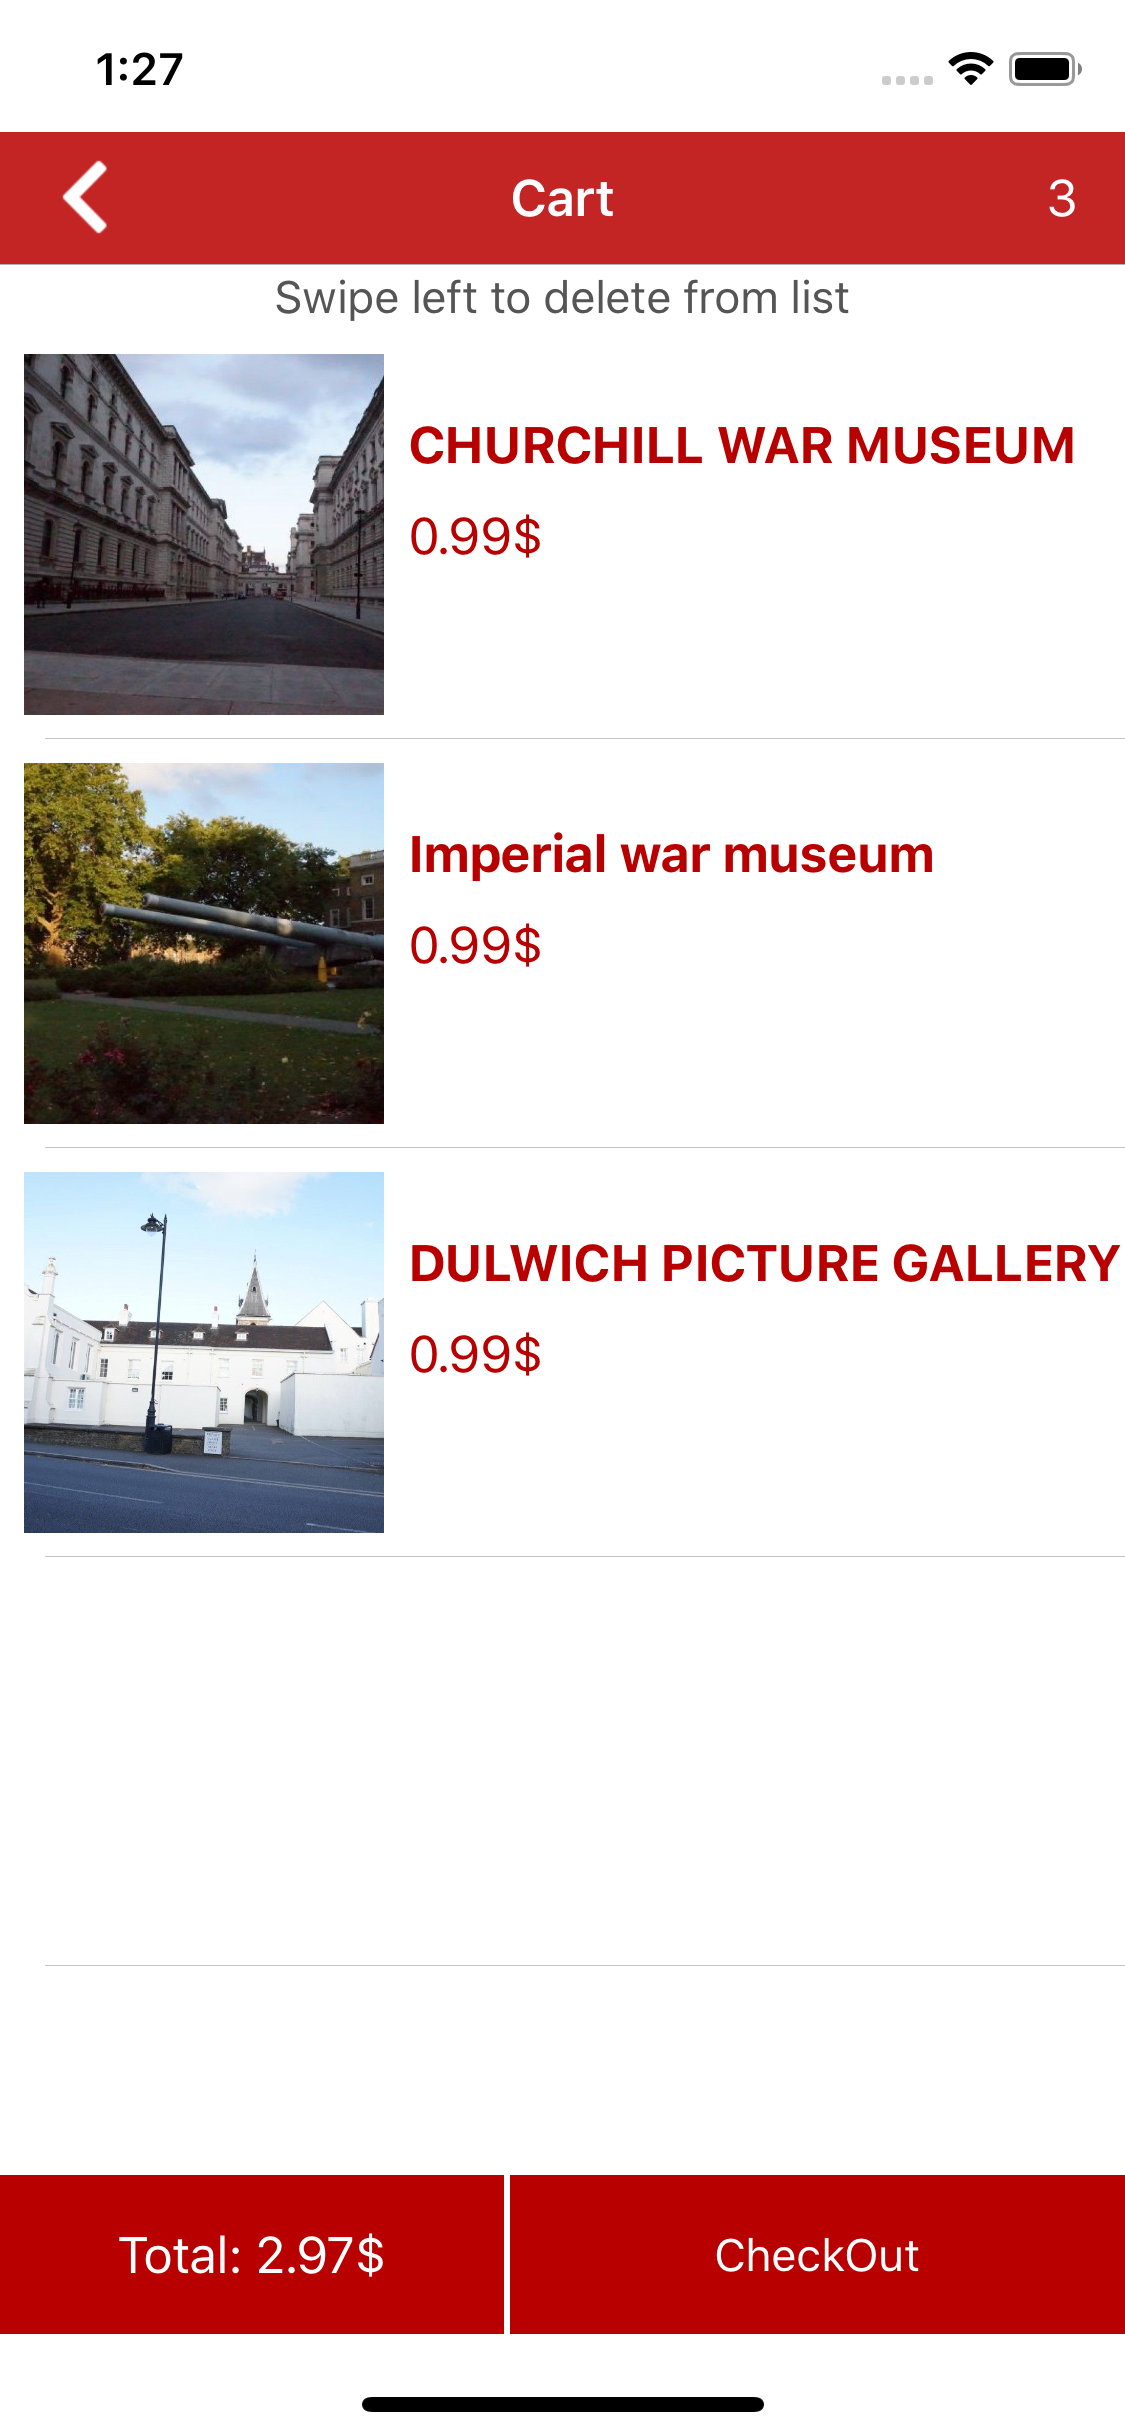 1:27
Cart
3
Swipe left to delete from list
CHURCHILL WAR MUSEUM
0.99$
Imperial war museum
0.99$
DULWICH PICTURE GALLERY
0.99$
Total: 2.97$
CheckOut